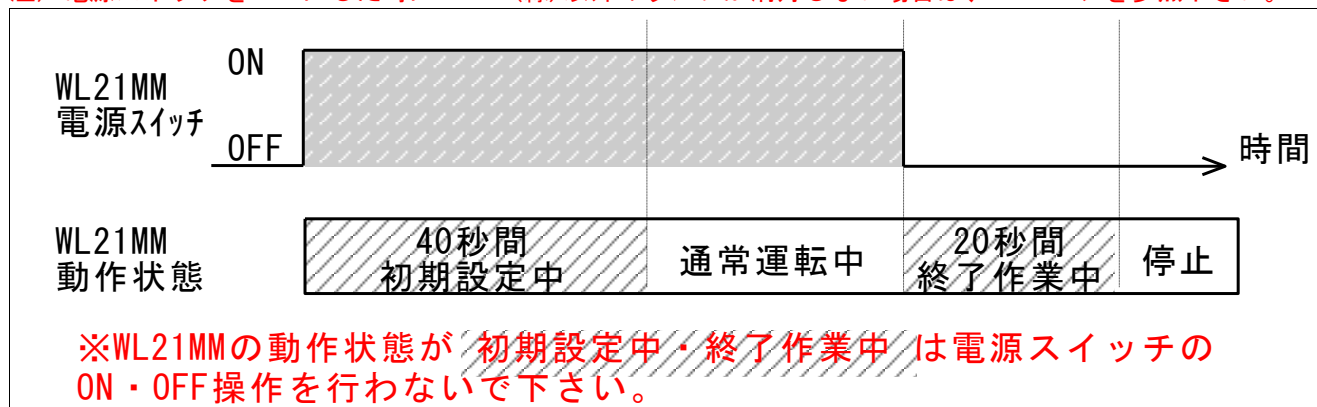 ON
WL21MM
電源スイッチ
OFF
時間
WL21MM
動作状態
40秒間
初期設定中
通常運転中
20秒間
終了作業中
停止
※WL21MMの動作状態が初期設定中・終了作業中は電源スイッチの
ON・OFF操作を行わないで下さい。